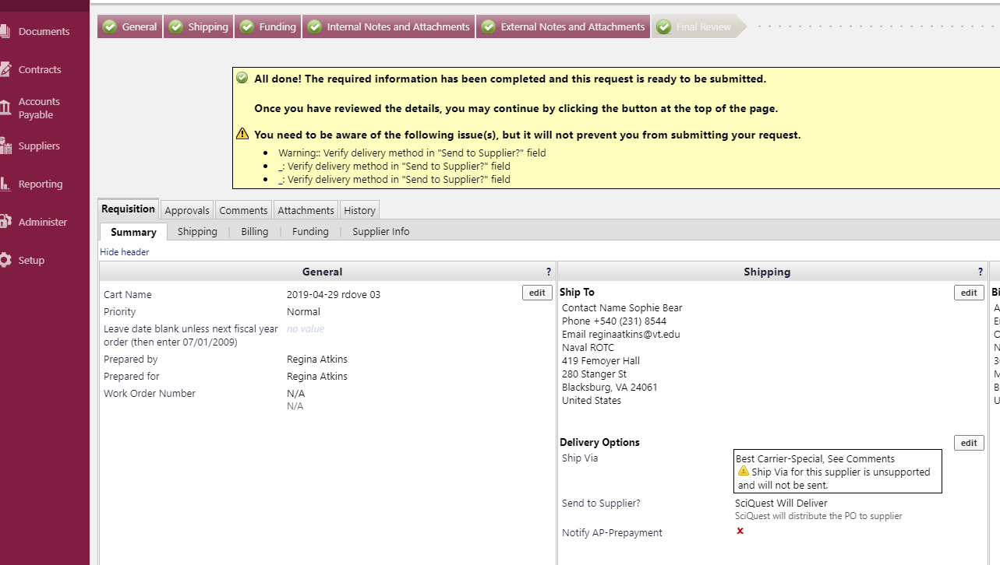 Documents
Contracts
Accounts
Payable
Suppliers
Reporting
Administer
Setup
General
Shipping
Funding
Internal Notes and Attachments
External Notes and Attachments
Final Review
All done! The required information has been completed and this request is ready to be submitted.
Once you have reviewed the details, you may continue by clicking the button at the top of the page.
You need to be aware of the following issue(s), but it will not prevent you from submitting your request.
• Warning:: Verify delivery method in "Send to Supplier?" field
• _: Verify delivery method in "Send to Supplier?" field
• _: Verify delivery method in "Send to Supplier?" field
Requisition Approvals Comments Attachments History
Summary Shipping | Billing | Funding | Supplier Info
Hide header
General ?
edit
Cart Name 2019-04-29 rdove 03
Priority Normal
Leave date blank unless next fiscal year no value
order (then enter 07/01/2009)
Prepared by Regina Atkins
Prepared for Regina Atkins
Work Order Number N/A
N/A
Shipping ?
Ship To edit
Contact Name Sophie Bear
Phone +540 (231) 8544
Email reginaatkins@vt.edu
Naval ROTC
419 Femoyer Hall
280 Stanger St
Blacksburg, VA 24061
United States
Delivery Options edit
Ship Via Best Carrier-Special, See Comments
Ship Via for this supplier is unsupported
and will not be sent.
Send to Supplier? SciQuest Will Deliver
SciQuest will distribute the PO to supplier
Notify AP-Prepayment